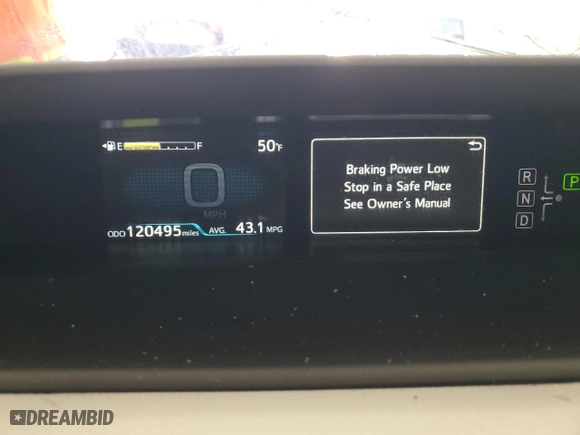 E F 50°F
0
MPH
ODO 120495 miles AVG. 43.1 MPG
Braking Power Low
Stop in a Safe Place
See Owner's Manual
R
N
D
P
DREAMBID